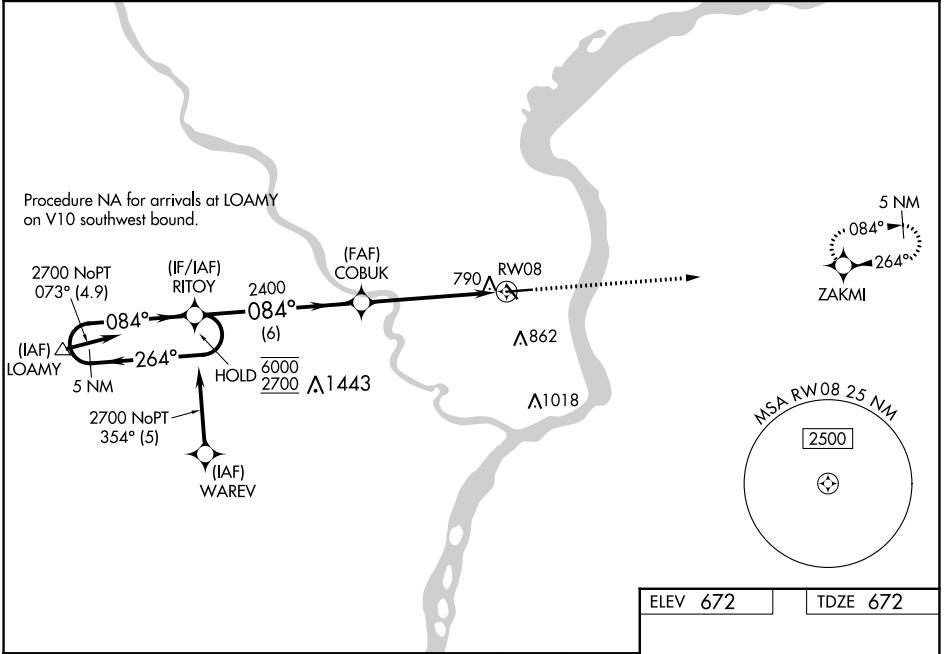 Procedure NA for arrivals at LOAMY
on V10 southwest bound.
5 NM
084°
264°
ZAKMI
(FAF)
COBUK
790
RW08
2700 NoPT
073° (4.9)
(IF/IAF)
RITOY
2400
084°
(6)
084°
(IAF)
LOAMY
264°
5 NM
HOLD
6000
2700
1443
862
1018
2700 NoPT
354° (5)
(IAF)
WAREV
MSA RW08 25 NM
2500
ELEV 672
TDZE 672